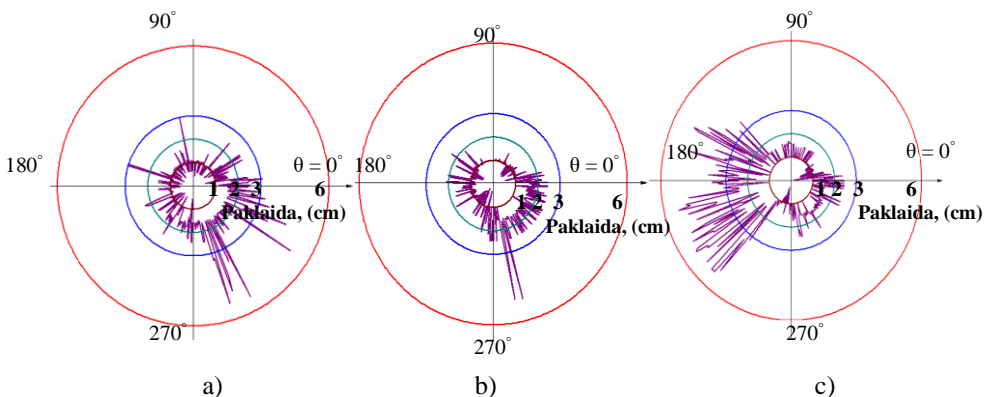 90°
180°
θ = 0°
1 2 3 6
Paklaida, (cm)
270°
a)
90°
180°
θ = 0°
1 2 3 6
Paklaida, (cm)
270°
b)
90°
180°
θ = 0°
1 2 3 6
Paklaida, (cm)
270°
c)